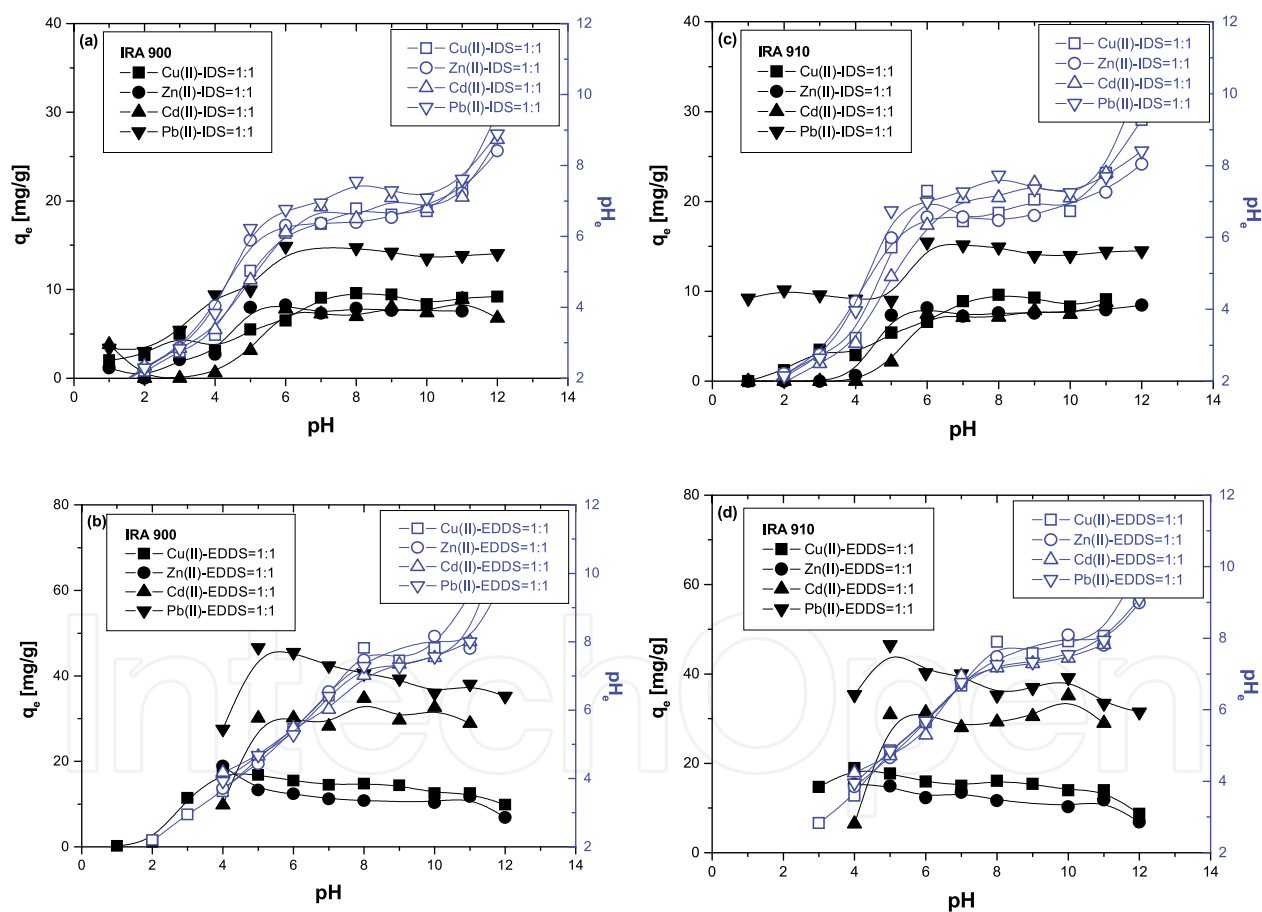 (a)
IRA 900
Cu(II)-IDS=1:1
Zn(II)-IDS=1:1
Cd(II)-IDS=1:1
Pb(II)-IDS=1:1
Cu(II)-IDS=1:1
Zn(II)-IDS=1:1
Cd(II)-IDS=1:1
Pb(II)-IDS=1:1
40
30
20
10
0
qe [mg/g]
12
10
8
6
4
2
pHe
0 2 4 6 8 10 12 14
pH
(c)
IRA 910
Cu(II)-IDS=1:1
Zn(II)-IDS=1:1
Cd(II)-IDS=1:1
Pb(II)-IDS=1:1
Cu(II)-IDS=1:1
Zn(II)-IDS=1:1
Cd(II)-IDS=1:1
Pb(II)-IDS=1:1
40
30
20
10
0
qe [mg/g]
12
10
8
6
4
2
pHe
0 2 4 6 8 10 12 14
pH
(b)
IRA 900
Cu(II)-EDDS=1:1
Zn(II)-EDDS=1:1
Cd(II)-EDDS=1:1
Pb(II)-EDDS=1:1
Cu(II)-EDDS=1:1
Zn(II)-EDDS=1:1
Cd(II)-EDDS=1:1
Pb(II)-EDDS=1:1
80
60
40
20
0
qe [mg/g]
12
10
8
6
4
2
pHe
0 2 4 6 8 10 12 14
pH
(d)
IRA 910
Cu(II)-EDDS=1:1
Zn(II)-EDDS=1:1
Cd(II)-EDDS=1:1
Pb(II)-EDDS=1:1
Cu(II)-EDDS=1:1
Zn(II)-EDDS=1:1
Cd(II)-EDDS=1:1
Pb(II)-EDDS=1:1
80
60
40
20
0
qe [mg/g]
12
10
8
6
4
2
pHe
0 2 4 6 8 10 12 14
pH
IntechOpen